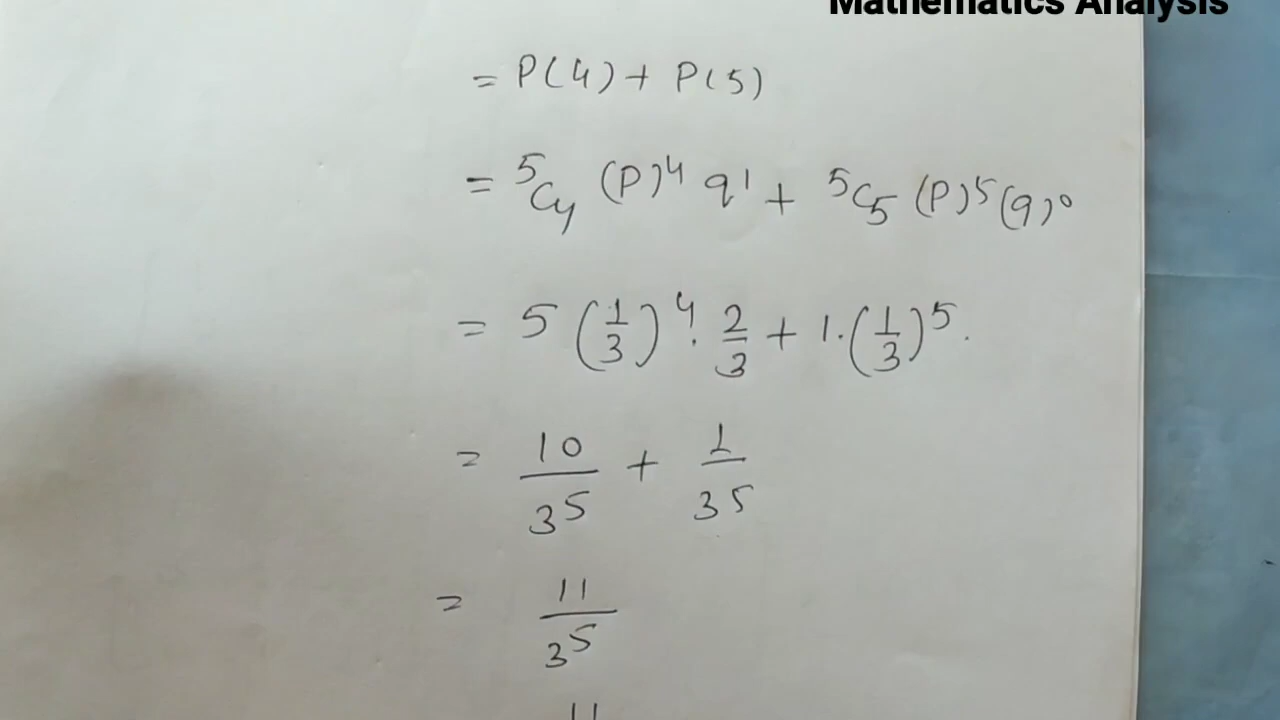 Mathematics Analysis
= P(4) + P(5)
= ⁵C₄ (P)⁴ q¹ + ⁵C₅ (P)⁵ (q)⁰
= 5 (1/3)⁴ . 2/3 + 1.(1/3)⁵.
= 10/3⁵ + 1/3⁵
= 11/3⁵
11